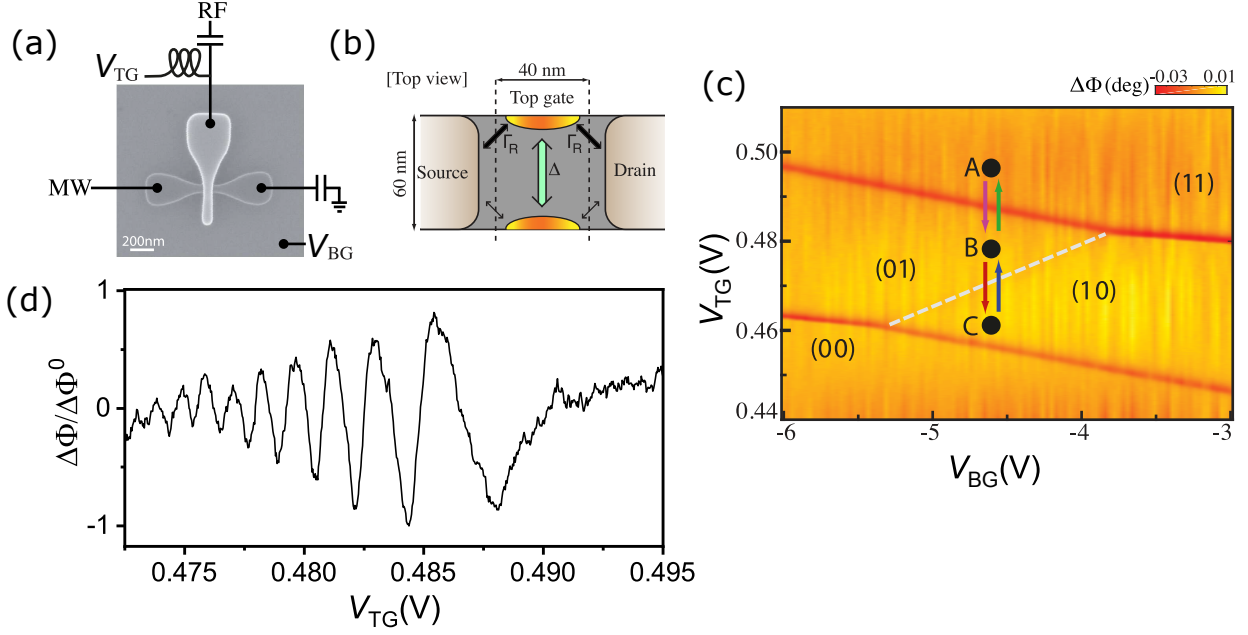 (a)
RF
V_TG
MW
200nm
V_BG
(b)
[Top view]
40 nm
Top gate
60 nm
Source
Γ_R
Δ
Γ_R
Drain
(c)
ΔΦ (deg)
-0.03
0.01
V_TG(V)
0.50
0.48
0.46
0.44
A
B
C
(11)
(01)
(10)
(00)
-6
-5
-4
-3
V_BG(V)
(d)
ΔΦ/ΔΦ⁰
1
0
-1
0.475
0.480
0.485
0.490
0.495
V_TG(V)